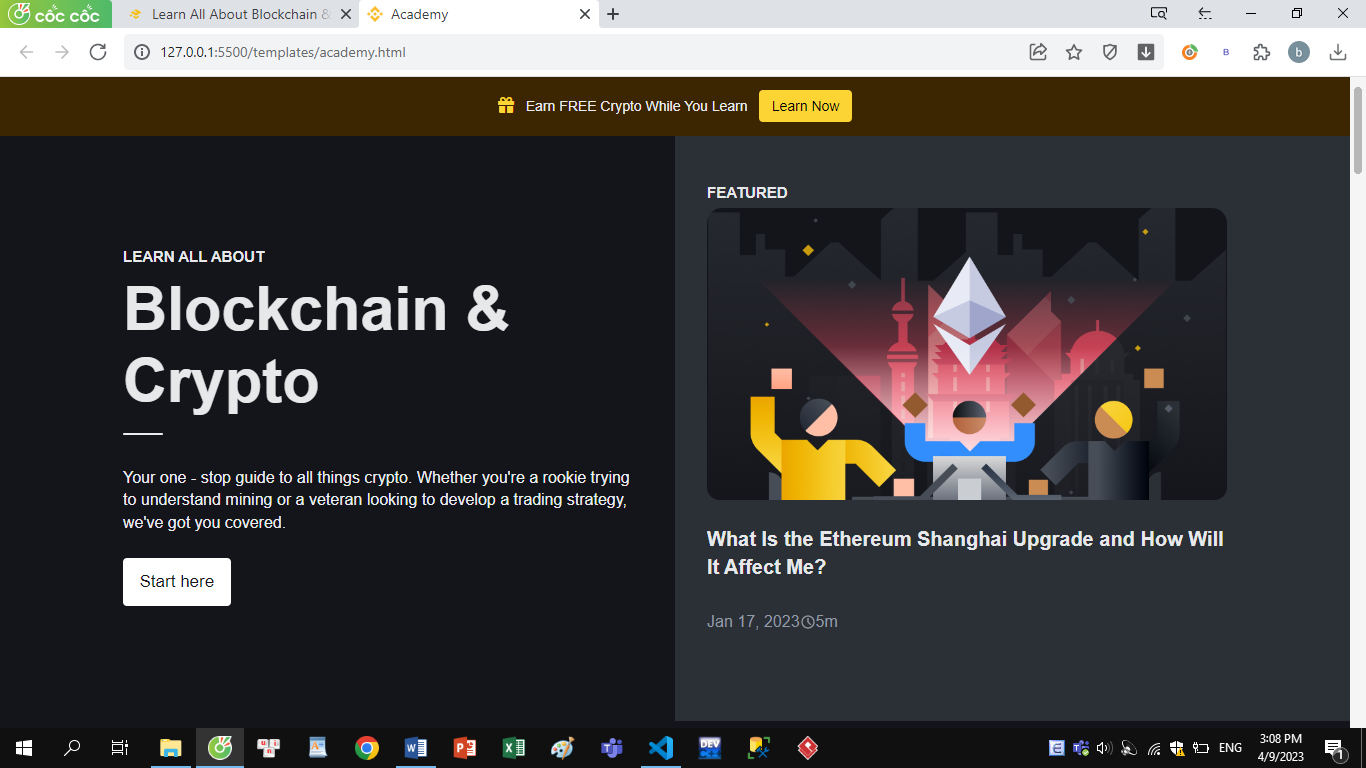 cốc cốc
Learn All About Blockchain &
Academy
127.0.0.1:5500/templates/academy.html
B
b
Earn FREE Crypto While You Learn
Learn Now
FEATURED
LEARN ALL ABOUT
Blockchain &
Crypto
Your one - stop guide to all things crypto. Whether you're a rookie trying
to understand mining or a veteran looking to develop a trading strategy,
we've got you covered.
Start here
What Is the Ethereum Shanghai Upgrade and How Will
It Affect Me?
Jan 17, 2023 5m
DEV
ENG
3:08 PM
4/9/2023
1